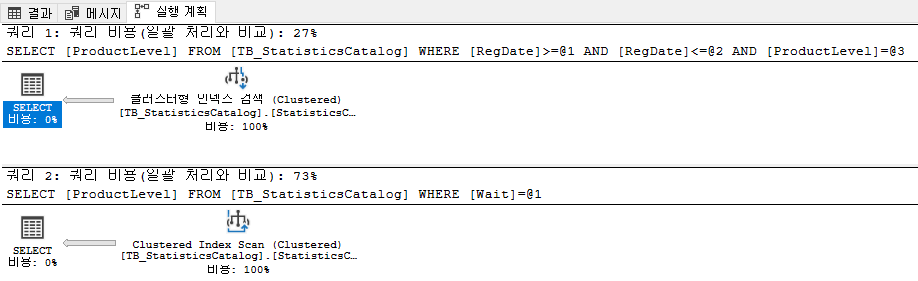 결과 메시지 실행 계획
쿼리 1: 쿼리 비용(일괄 처리와 비교): 27%
SELECT [ProductLevel] FROM [TB_StatisticsCatalog] WHERE [RegDate]>=@1 AND [RegDate]<=@2 AND [ProductLevel]=@3
SELECT
비용: 0%
클러스터형 인덱스 검색 (Clustered)
[TB_StatisticsCatalog].[StatisticsC…
비용: 100%
쿼리 2: 쿼리 비용(일괄 처리와 비교): 73%
SELECT [ProductLevel] FROM [TB_StatisticsCatalog] WHERE [Wait]=@1
SELECT
비용: 0%
Clustered Index Scan (Clustered)
[TB_StatisticsCatalog].[StatisticsC…
비용: 100%